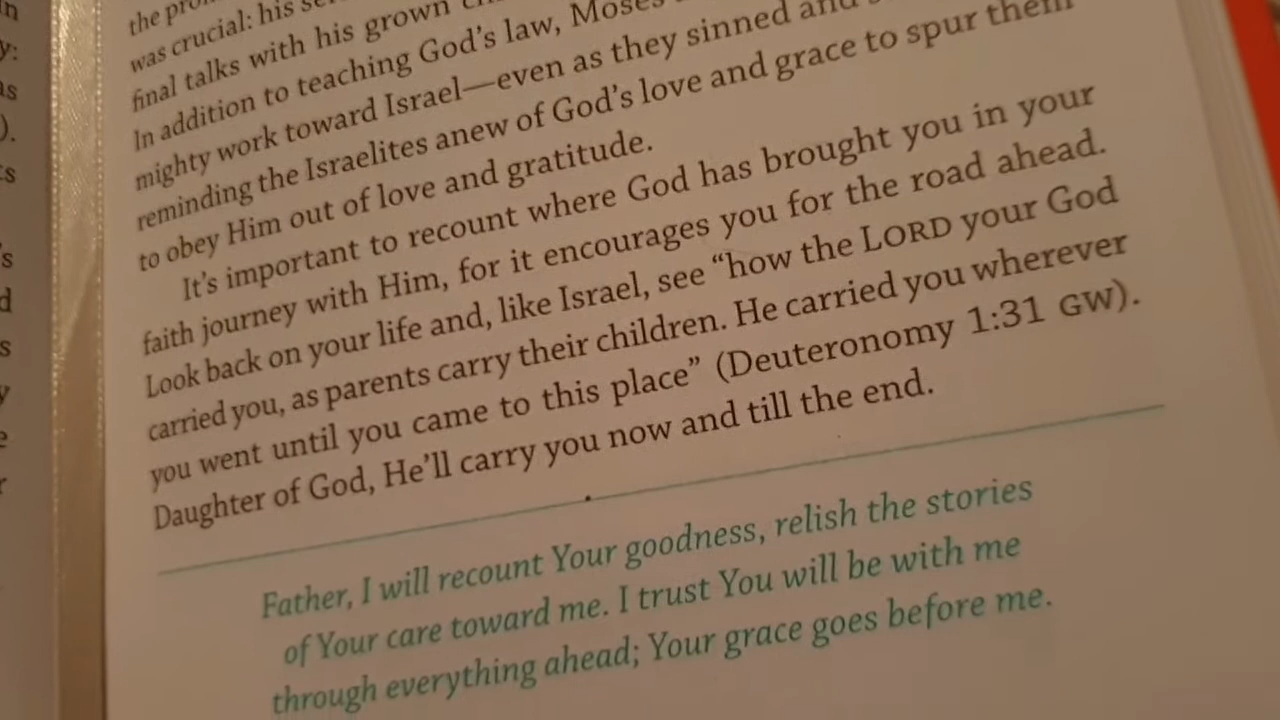 was crucial: his
final talks with his grown
In addition to teaching God's law, Moses
mighty work toward Israel—even as they sinned and
reminding the Israelites anew of God's love and grace to spur them
to obey Him out of love and gratitude.
It's important to recount where God has brought you in your
faith journey with Him, for it encourages you for the road ahead.
Look back on your life and, like Israel, see “how the LORD your God
carried you, as parents carry their children. He carried you wherever
you went until you came to this place” (Deuteronomy 1:31 GW).
Daughter of God, He'll carry you now and till the end.
Father, I will recount Your goodness, relish the stories
of Your care toward me. I trust You will be with me
through everything ahead; Your grace goes before me.